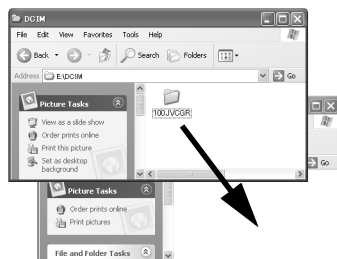 DCIM
File Edit View Favorites Tools Help
Back Search Folders
Address E:\DCIM Go
Picture Tasks
View as a slide show
Order prints online
Print this picture
Set as desktop
background
100JVCGR
Go
Picture Tasks
Order prints online
Print pictures
File and Folder Tasks